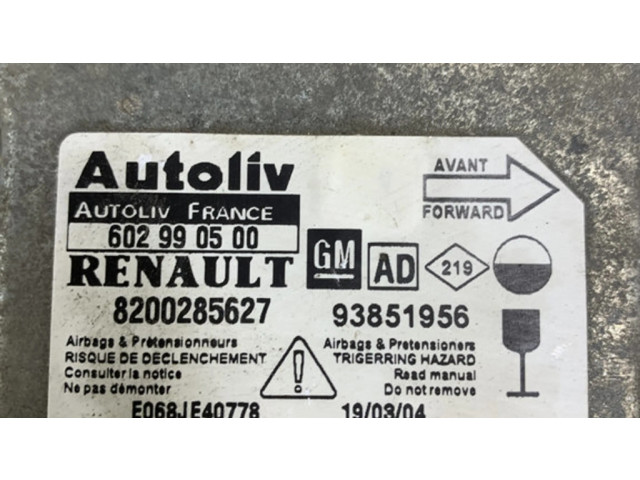 Autoliv
AUTOLIV FRANCE
602 99 05 00
RENAULT
8200285627
AVANT
FORWARD
GM
AD
219
93851956
Airbags & Prétensionneurs
RISQUE DE DECLENCHEMENT
Consulter la notice
Ne pas démonter
!
Airbags & Pretensioners
TRIGERRING HAZARD
Read manual
Do not remove
E068JE40778
19/03/04